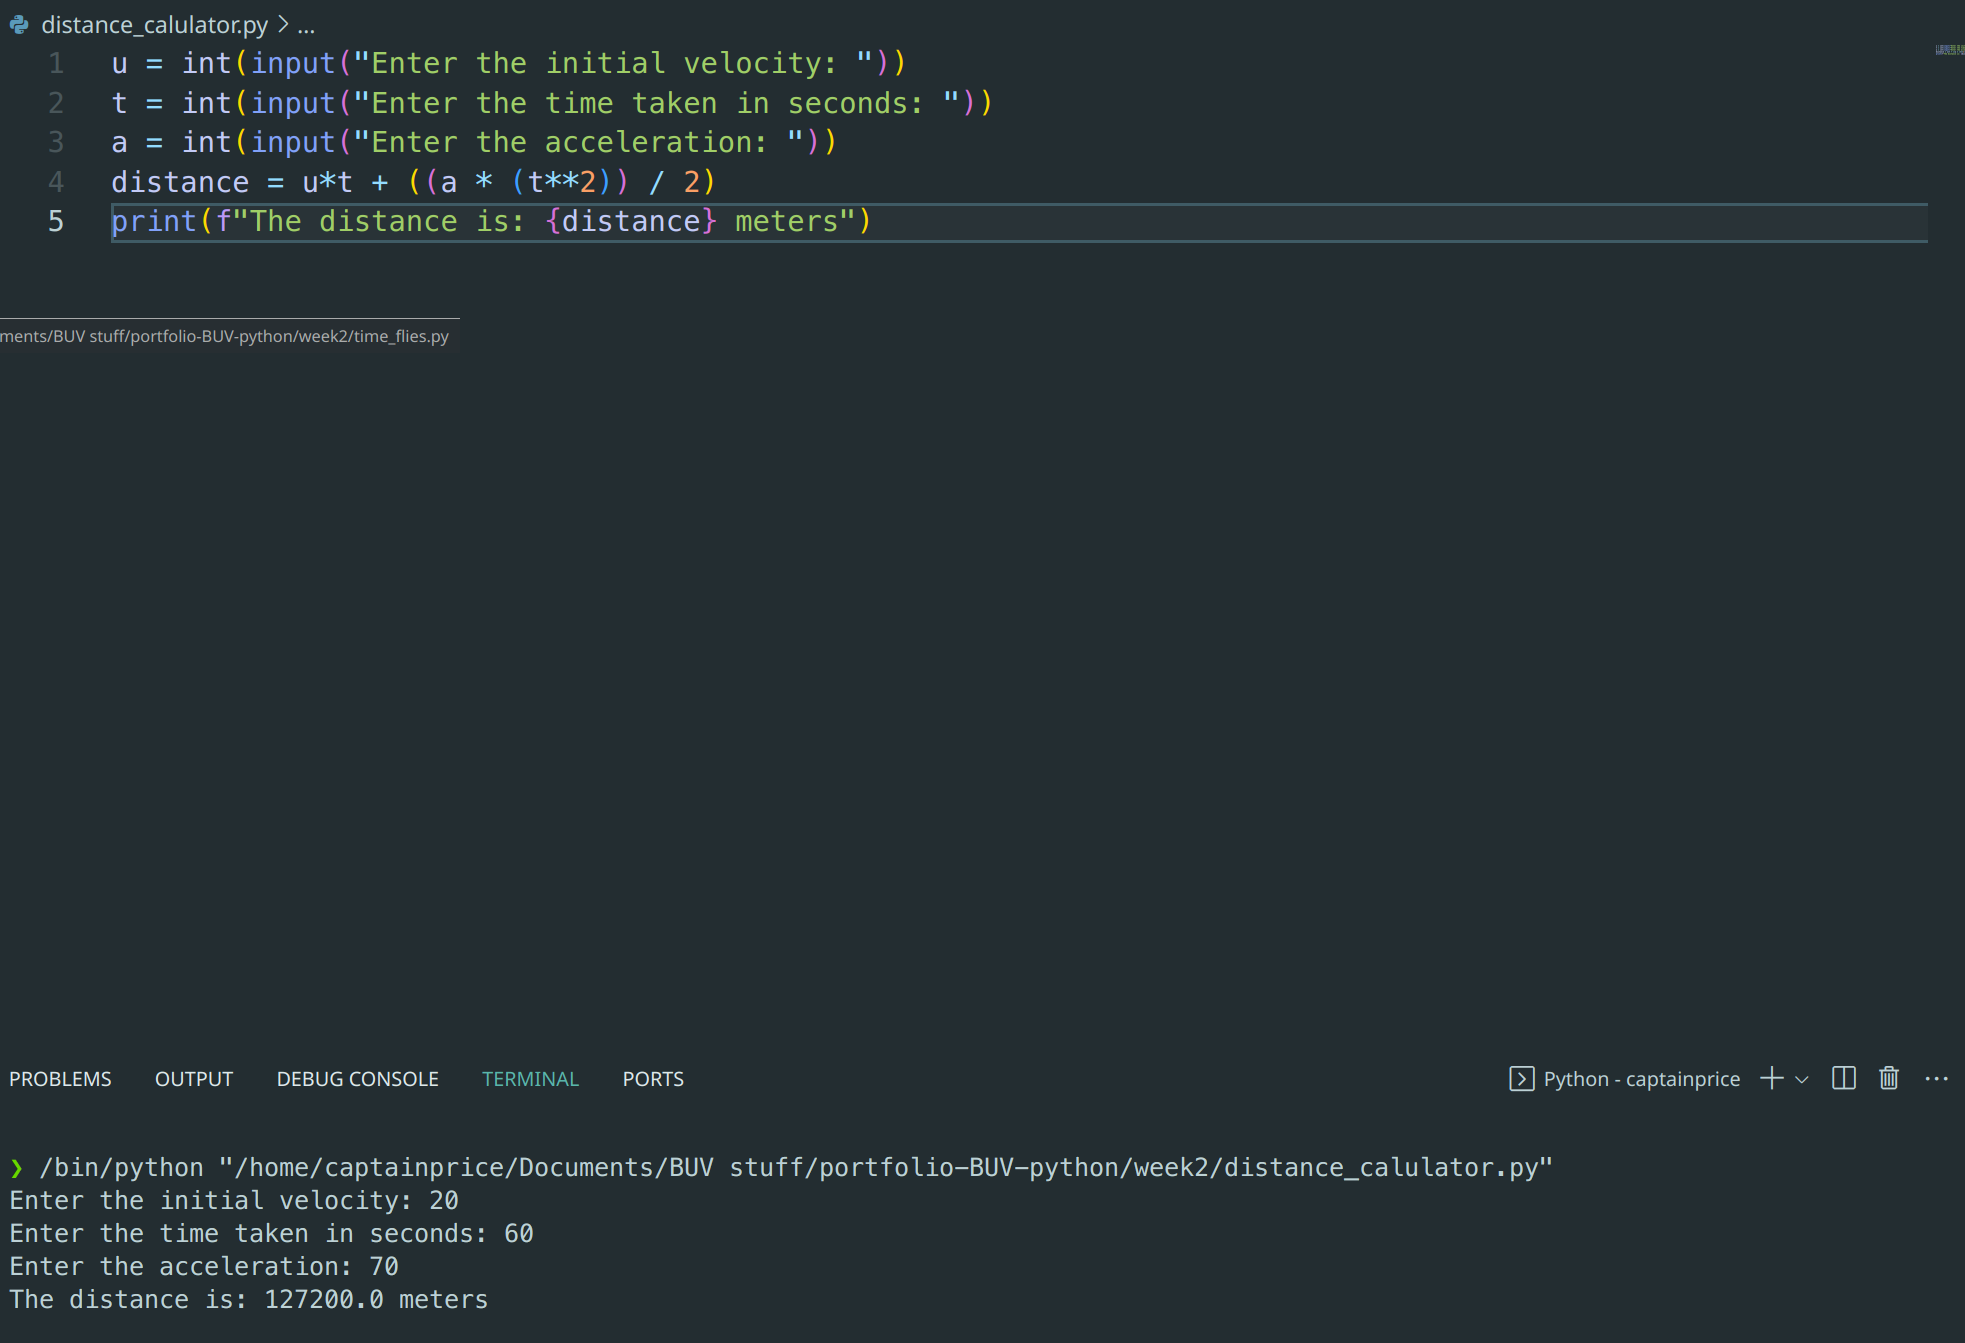 distance_calulator.py > ...
1 u = int(input("Enter the initial velocity: "))
2 t = int(input("Enter the time taken in seconds: "))
3 a = int(input("Enter the acceleration: "))
4 distance = u*t + ((a * (t**2)) / 2)
5 print(f"The distance is: {distance} meters")
ments/BUV stuff/portfolio-BUV-python/week2/time_flies.py
PROBLEMS OUTPUT DEBUG CONSOLE TERMINAL PORTS Python - captainprice
❯ /bin/python "/home/captainprice/Documents/BUV stuff/portfolio-BUV-python/week2/distance_calulator.py"
Enter the initial velocity: 20
Enter the time taken in seconds: 60
Enter the acceleration: 70
The distance is: 127200.0 meters